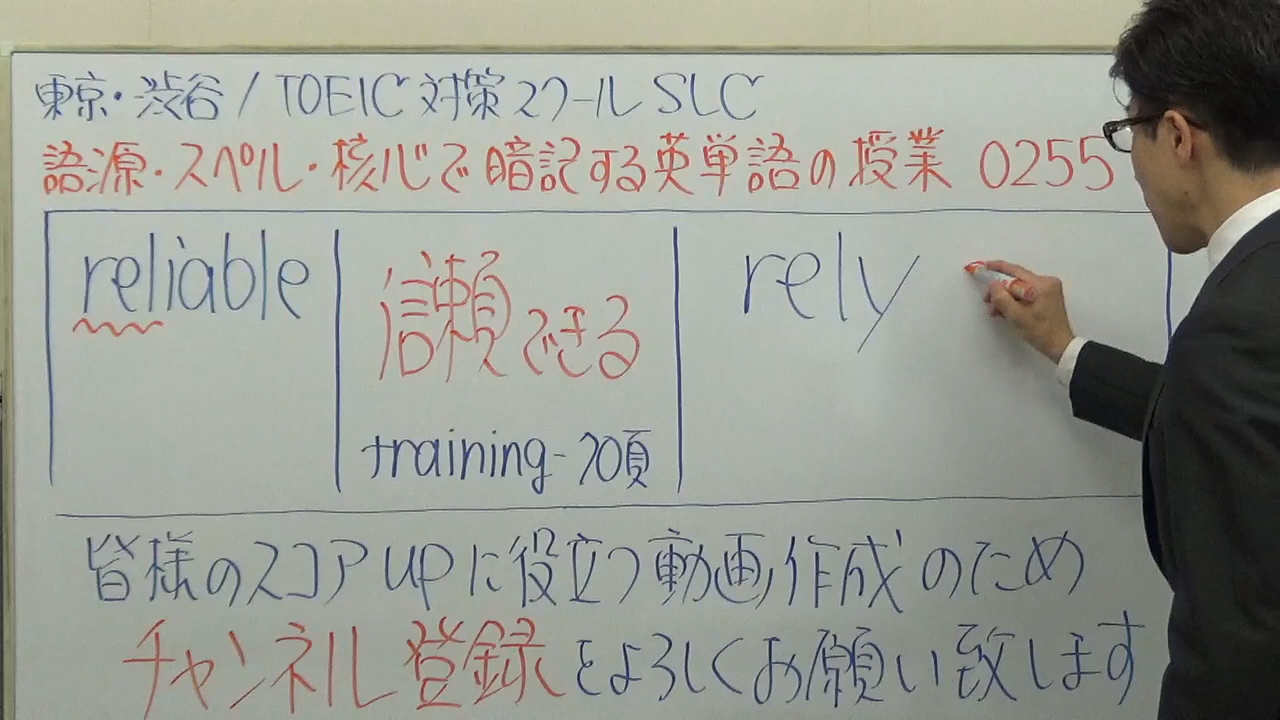 東京・渋谷/TOEIC対策スクールSLC
語源・スペル・核心で暗記する英単語の授業 0255
reliable
信頼できる
training-70項
rely
皆様のスコアUPに役立つ動画作成のため
チャンネル登録をよろしくお願い致します